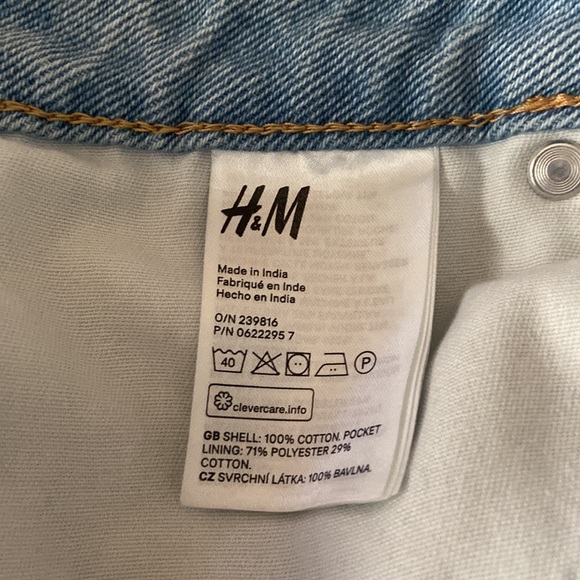 H&M
Made in India
Fabriqué en Inde
Hecho en India
O/N 239816
P/N 0622295 7
40
P
clevercare.info
GB SHELL: 100% COTTON. POCKET
LINING: 71% POLYESTER 29%
COTTON.
CZ SVRCHNÍ LÁTKA: 100% BAVLNA.